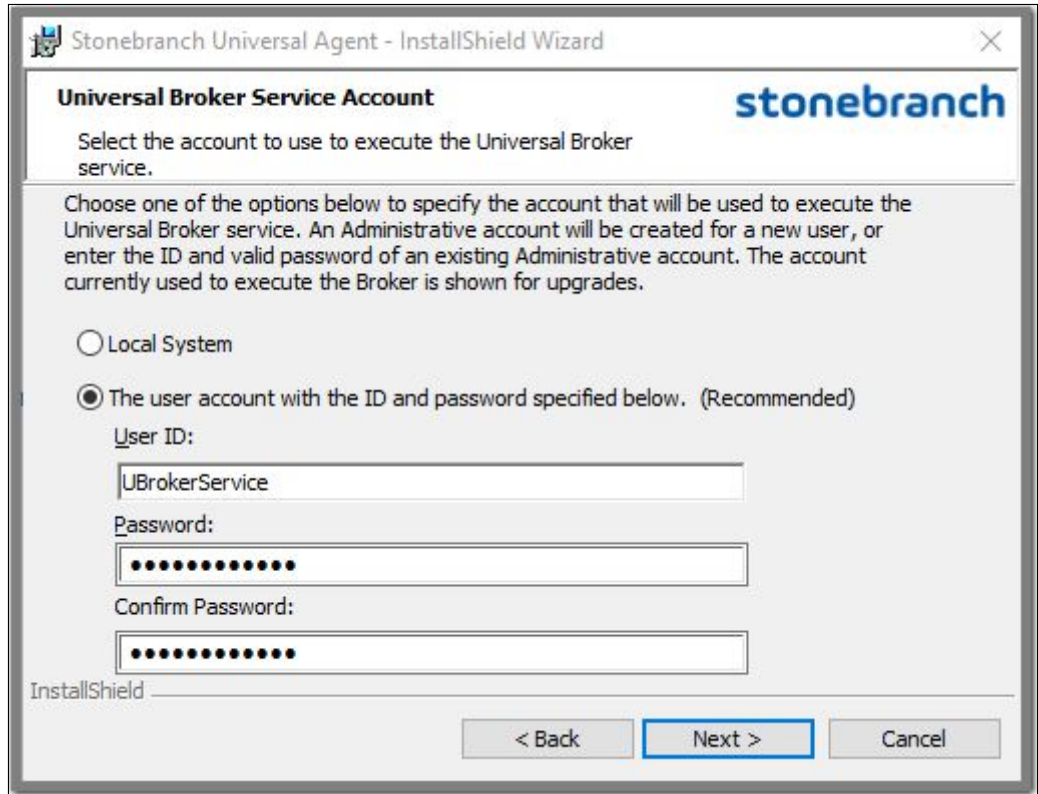 Stonebranch Universal Agent - InstallShield Wizard
Universal Broker Service Account
stonebranch
Select the account to use to execute the Universal Broker
service.
Choose one of the options below to specify the account that will be used to execute the
Universal Broker service. An Administrative account will be created for a new user, or
enter the ID and valid password of an existing Administrative account. The account
currently used to execute the Broker is shown for upgrades.
Local System
The user account with the ID and password specified below. (Recommended)
User ID:
UBrokerService
Password:
●●●●●●●●●●●●
Confirm Password:
●●●●●●●●●●●●
InstallShield
< Back
Next >
Cancel